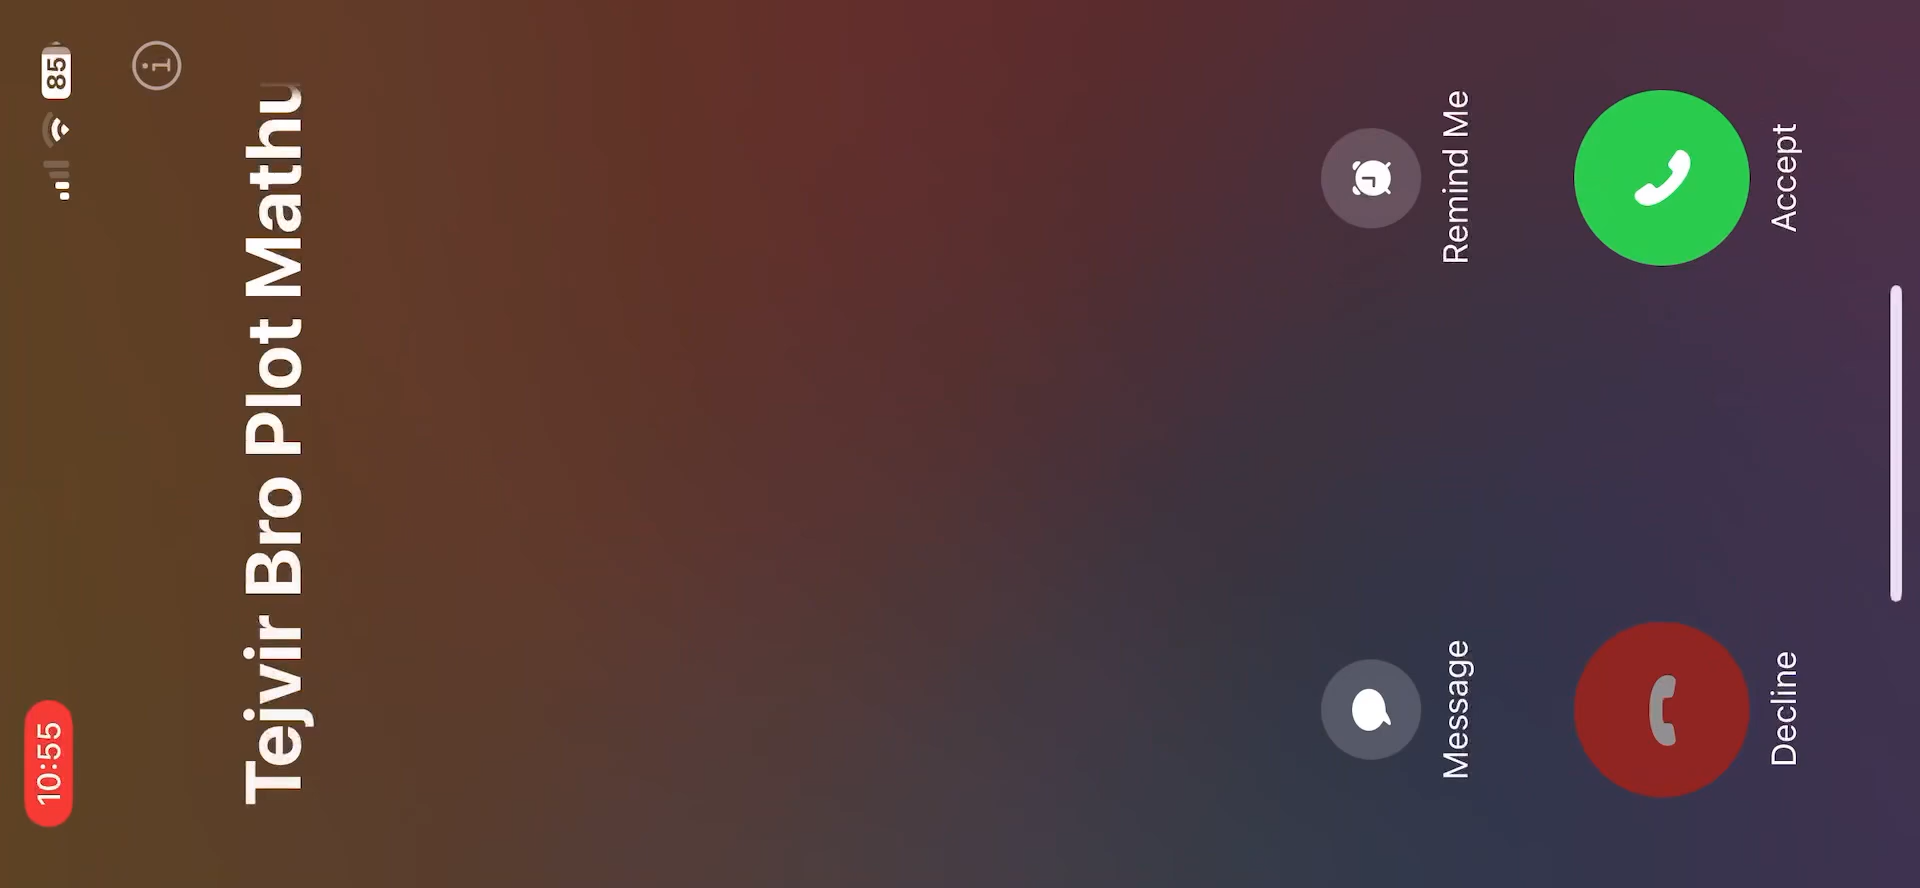 10:55
85
Tejvir Bro Plot Mathu
Message
Remind Me
Decline
Accept